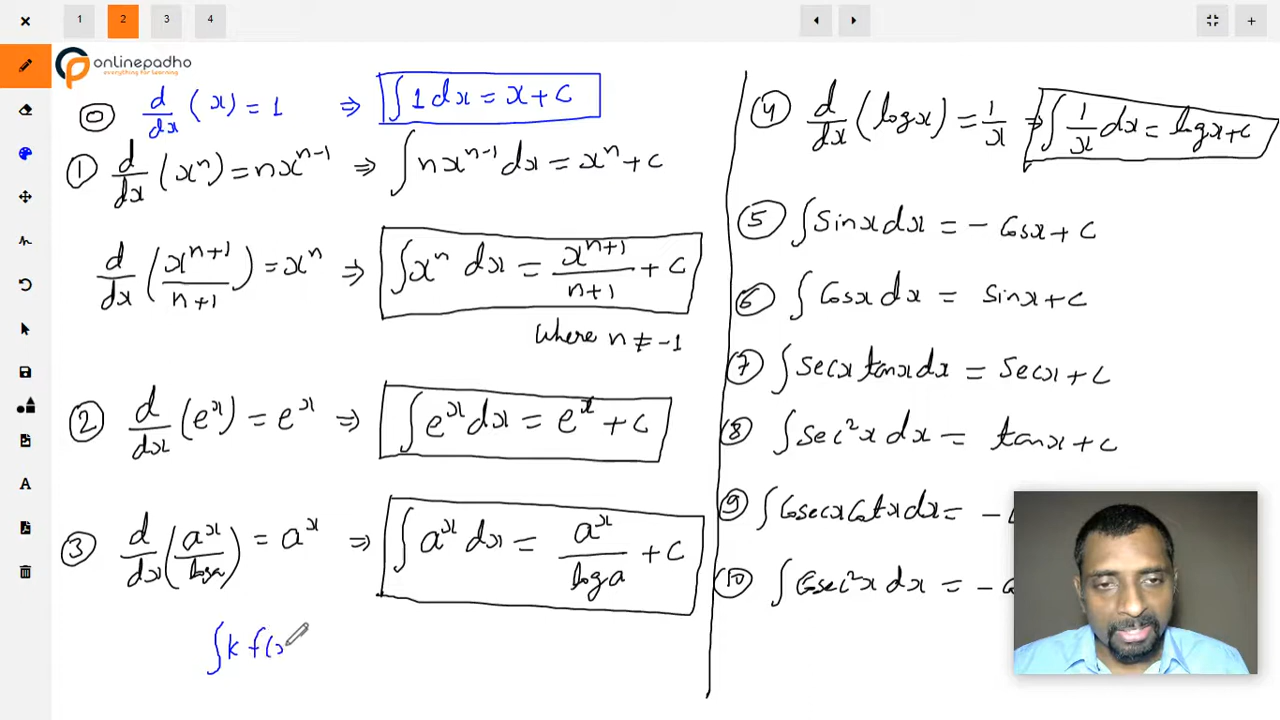 1 2 3 4
onlinepadho
everything for learning
⓪ d/dx (x) = 1 ⇒ ∫1 dx = x + c
① d/dx (xⁿ) = nxⁿ⁻¹ ⇒ ∫nxⁿ⁻¹ dx = xⁿ + c
d/dx (xⁿ⁺¹/n+1) = xⁿ ⇒ ∫xⁿ dx = xⁿ⁺¹/n+1 + c
where n ≠ -1
② d/dx (eˣ) = eˣ ⇒ ∫eˣ dx = eˣ + c
③ d/dx (aˣ/loga) = aˣ ⇒ ∫aˣ dx = aˣ/loga + c
∫k f(
④ d/dx (logx) = 1/x ⇒ ∫1/x dx = logx + c
⑤ ∫Sinx dx = - Cosx + c
⑥ ∫Cosx dx = Sinx + c
⑦ ∫Secx tanx dx = Secx + c
⑧ ∫Sec²x dx = tanx + c
⑨ ∫Cosecx Cotx dx = -
⑩ ∫Cosec²x dx = -
A